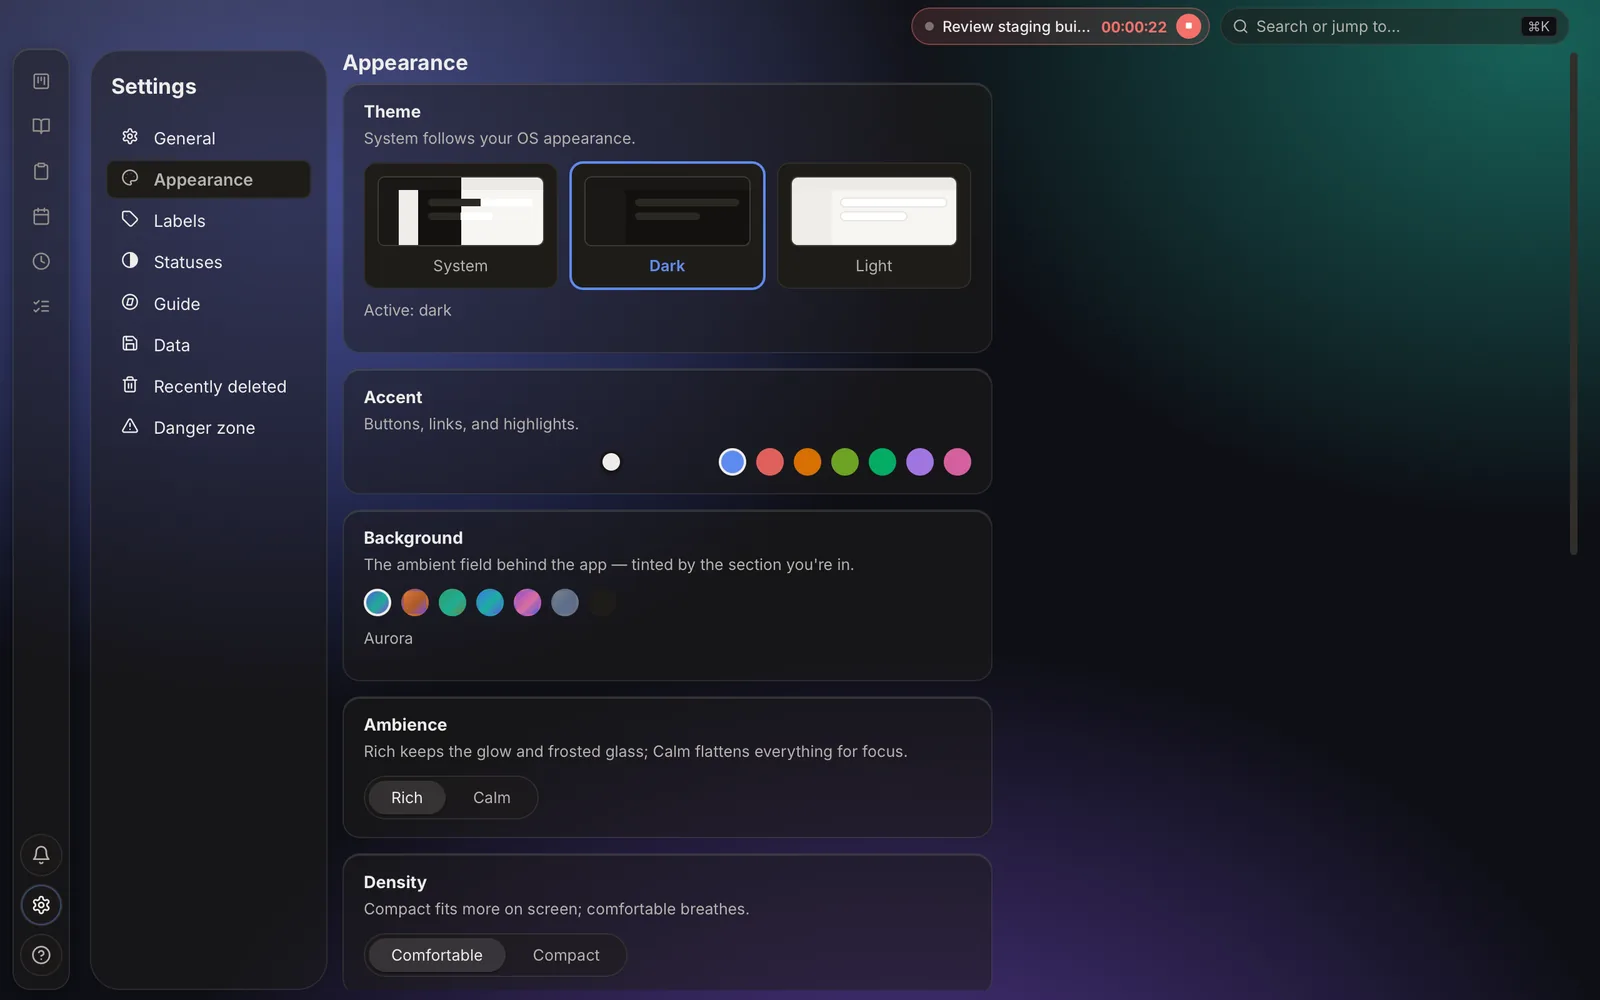 Review staging bui...
00:00:22
Search or jump to...
⌘K
Settings
General
Appearance
Labels
Statuses
Guide
Data
Recently deleted
Danger zone
Appearance
Theme
System follows your OS appearance.
System
Dark
Light
Active: dark
Accent
Buttons, links, and highlights.
Background
The ambient field behind the app — tinted by the section you're in.
Aurora
Ambience
Rich keeps the glow and frosted glass; Calm flattens everything for focus.
Rich
Calm
Density
Compact fits more on screen; comfortable breathes.
Comfortable
Compact